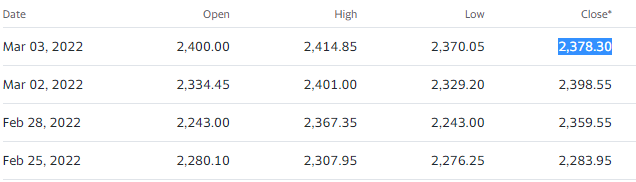 Date Open High Low Close*
Mar 03, 2022 2,400.00 2,414.85 2,370.05 2,378.30
Mar 02, 2022 2,334.45 2,401.00 2,329.20 2,398.55
Feb 28, 2022 2,243.00 2,367.35 2,243.00 2,359.55
Feb 25, 2022 2,280.10 2,307.95 2,276.25 2,283.95